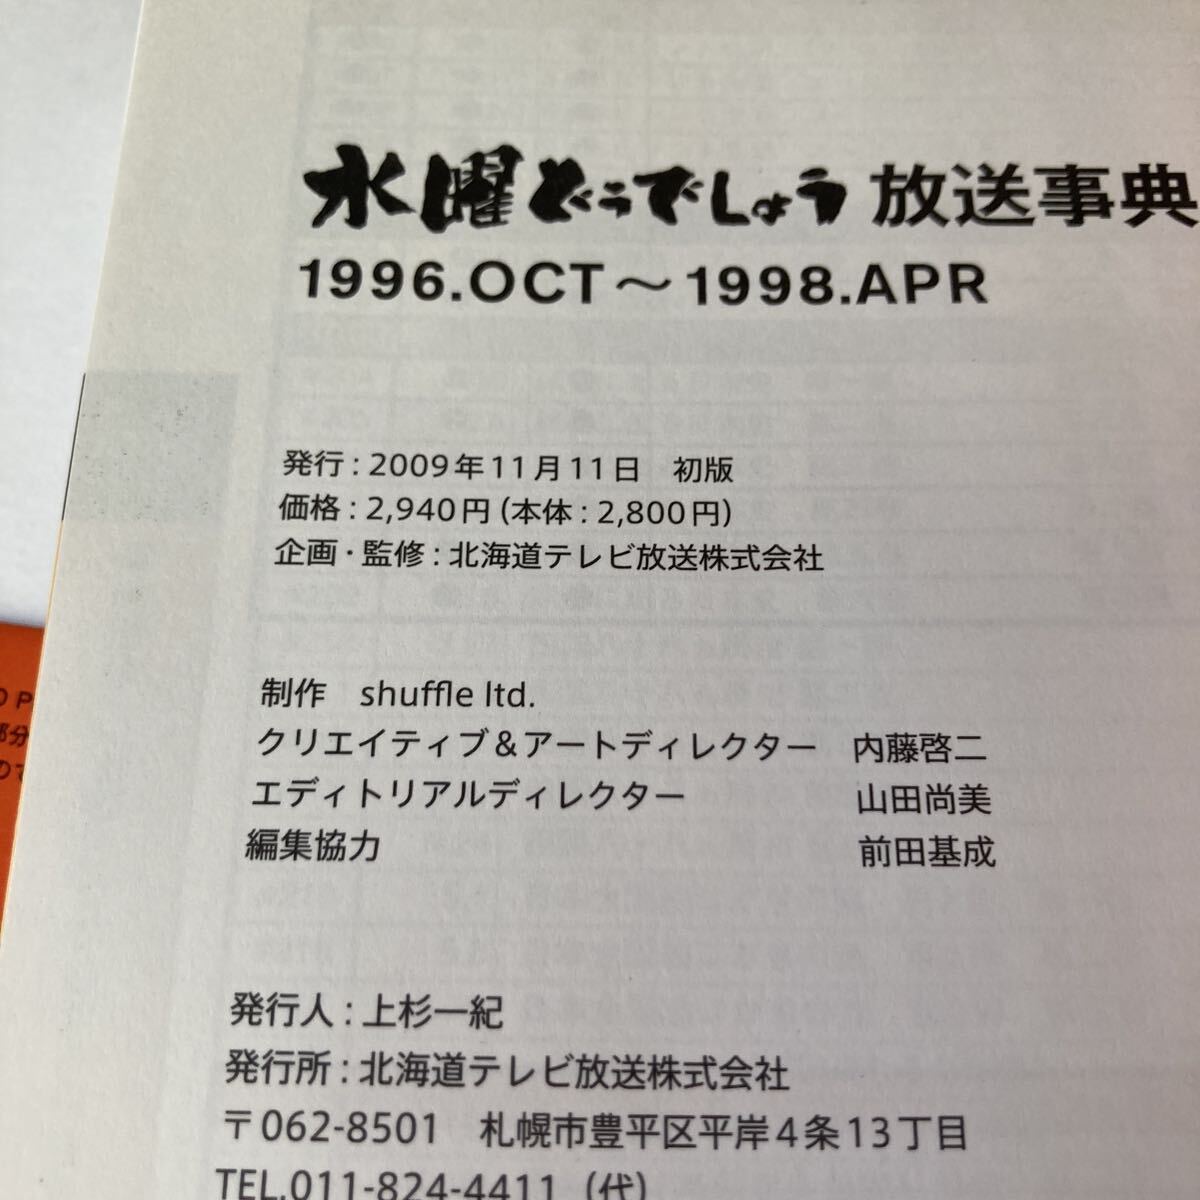 水曜どうでしょう 放送事典
1996.OCT～1998.APR
発行：2009年11月11日　初版
価格：2,940円（本体：2,800円）
企画・監修：北海道テレビ放送株式会社
制作　shuffle ltd.
クリエイティブ＆アートディレクター　内藤啓二
エディトリアルディレクター　山田尚美
編集協力　前田基成
発行人：上杉一紀
発行所：北海道テレビ放送株式会社
〒062-8501　札幌市豊平区平岸4条13丁目
TEL.011-824-4411（代）
部分